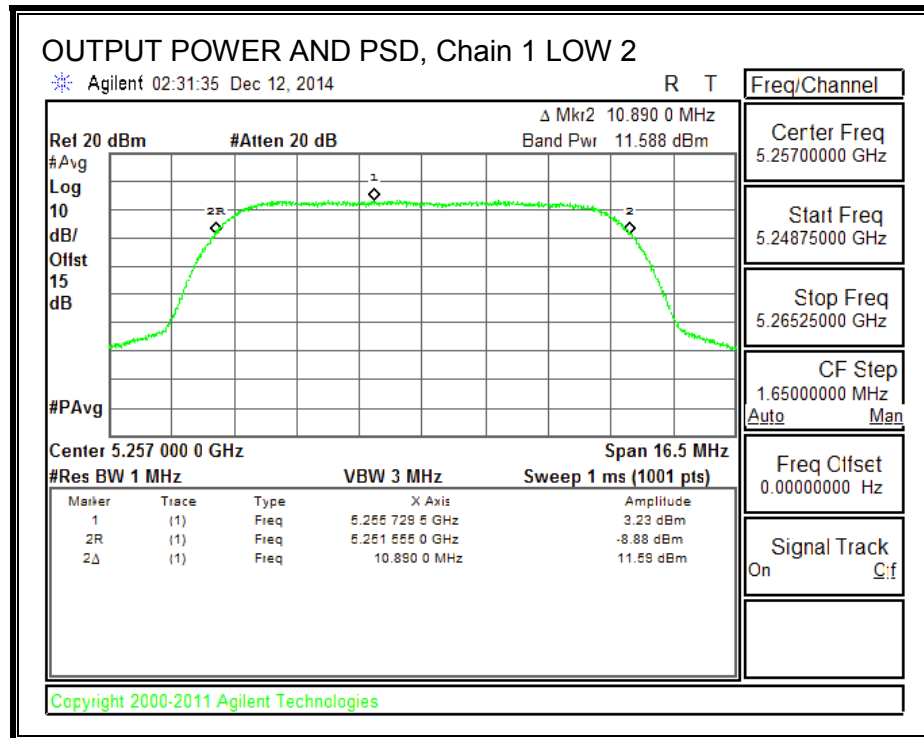 OUTPUT POWER AND PSD, Chain 1 LOW 2
Agilent 02:31:35 Dec 12, 2014 R T
Δ Mkr2 10.890 0 MHz
Ref 20 dBm #Atten 20 dB Band Pwr 11.588 dBm
#Avg
Log
10
dB/
Offst
15
dB
1
2R
2
#PAvg
Center 5.257 000 0 GHz Span 16.5 MHz
#Res BW 1 MHz VBW 3 MHz Sweep 1 ms (1001 pts)
Marker Trace Type X Axis Amplitude
1 (1) Freq 5.255 729 5 GHz 3.23 dBm
2R (1) Freq 5.251 555 0 GHz -8.88 dBm
2Δ (1) Freq 10.890 0 MHz 11.59 dBm
Copyright 2000-2011 Agilent Technologies
Freq/Channel
Center Freq
5.25700000 GHz
Start Freq
5.24875000 GHz
Stop Freq
5.26525000 GHz
CF Step
1.65000000 MHz
Auto Man
Freq Offset
0.00000000 Hz
Signal Track
On Off